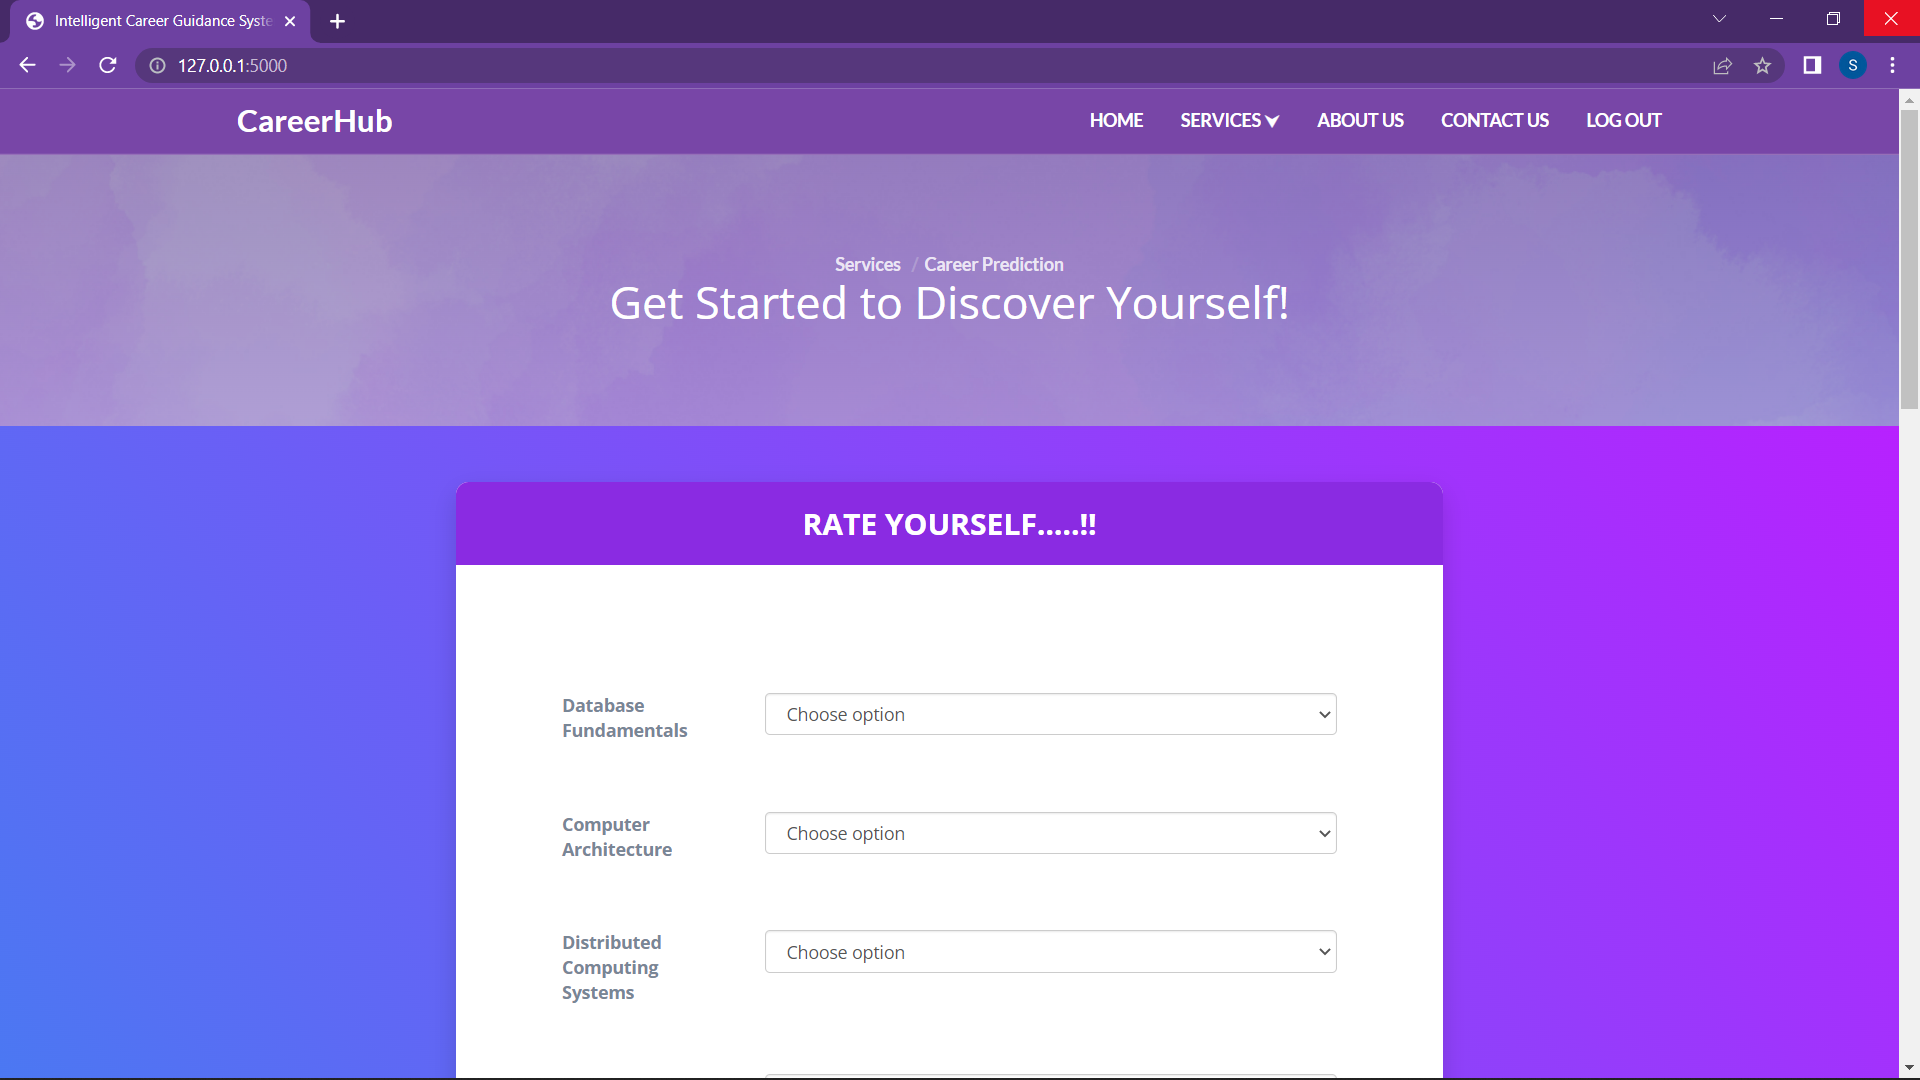 Intelligent Career Guidance Syste
127.0.0.1:5000
S
CareerHub
HOME SERVICES ABOUT US CONTACT US LOG OUT
Services / Career Prediction
Get Started to Discover Yourself!
RATE YOURSELF.....!!
Database
Fundamentals
Choose option
Computer
Architecture
Choose option
Distributed
Computing
Systems
Choose option